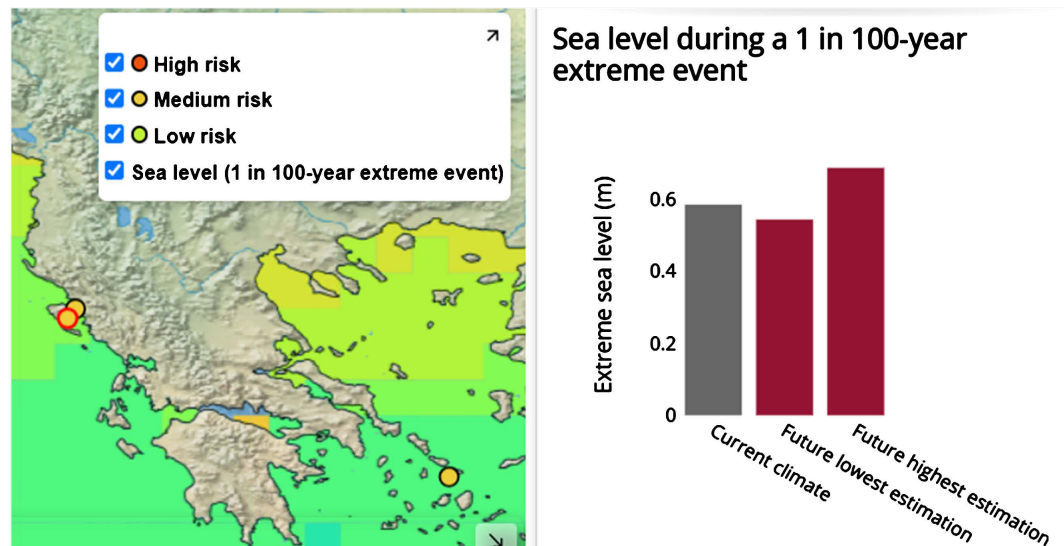 High risk
Medium risk
Low risk
Sea level (1 in 100-year extreme event)
Sea level during a 1 in 100-year
extreme event
Extreme sea level (m)
0.6
0.4
0.2
0
Current climate
Future lowest estimation
Future highest estimation